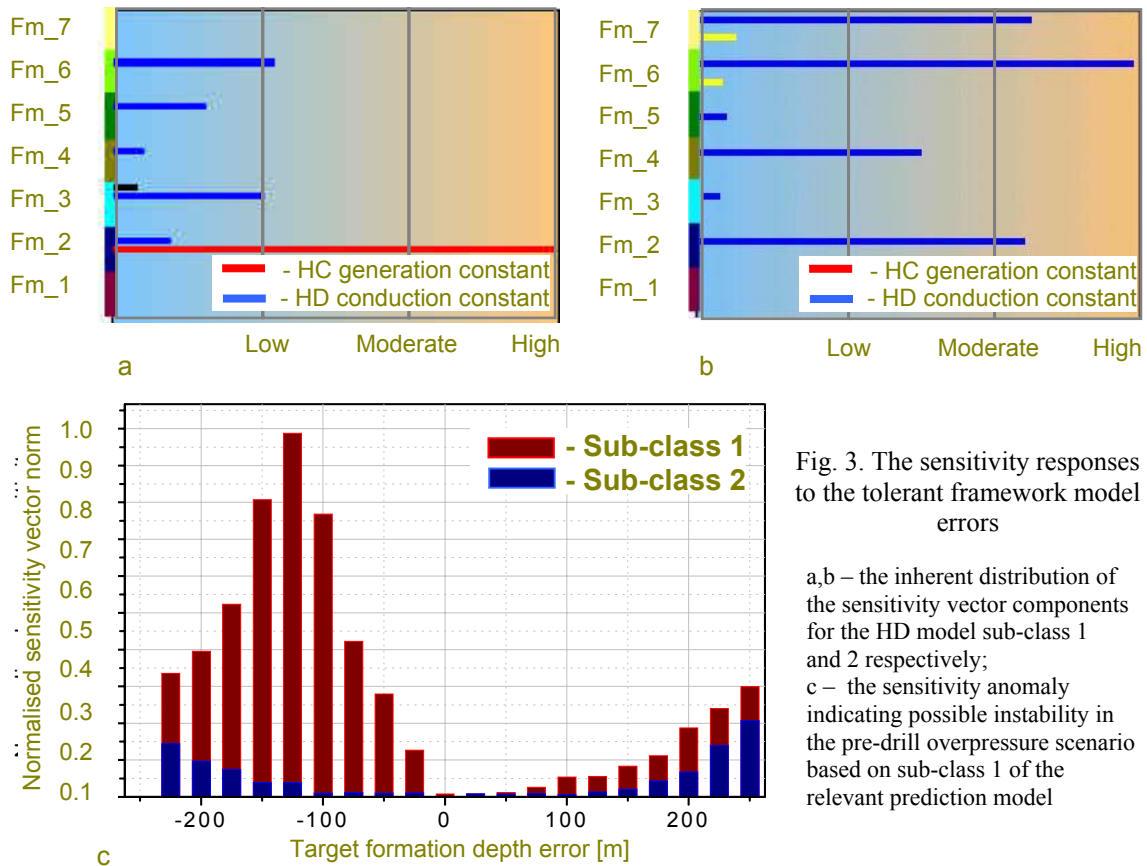 Fm_7
Fm_6
Fm_5
Fm_4
Fm_3
Fm_2
Fm_1
- HC generation constant
- HD conduction constant
Low Moderate High
a
Fm_7
Fm_6
Fm_5
Fm_4
Fm_3
Fm_2
Fm_1
- HC generation constant
- HD conduction constant
Low Moderate High
b
Normalised sensitivity vector norm
1.0
0.9
0.8
0.7
0.6
0.5
0.4
0.3
0.2
0.1
- Sub-class 1
- Sub-class 2
-200 -100 0 100 200
Target formation depth error [m]
c
Fig. 3. The sensitivity responses
to the tolerant framework model
errors
a,b – the inherent distribution of
the sensitivity vector components
for the HD model sub-class 1
and 2 respectively;
c – the sensitivity anomaly
indicating possible instability in
the pre-drill overpressure scenario
based on sub-class 1 of the
relevant prediction model